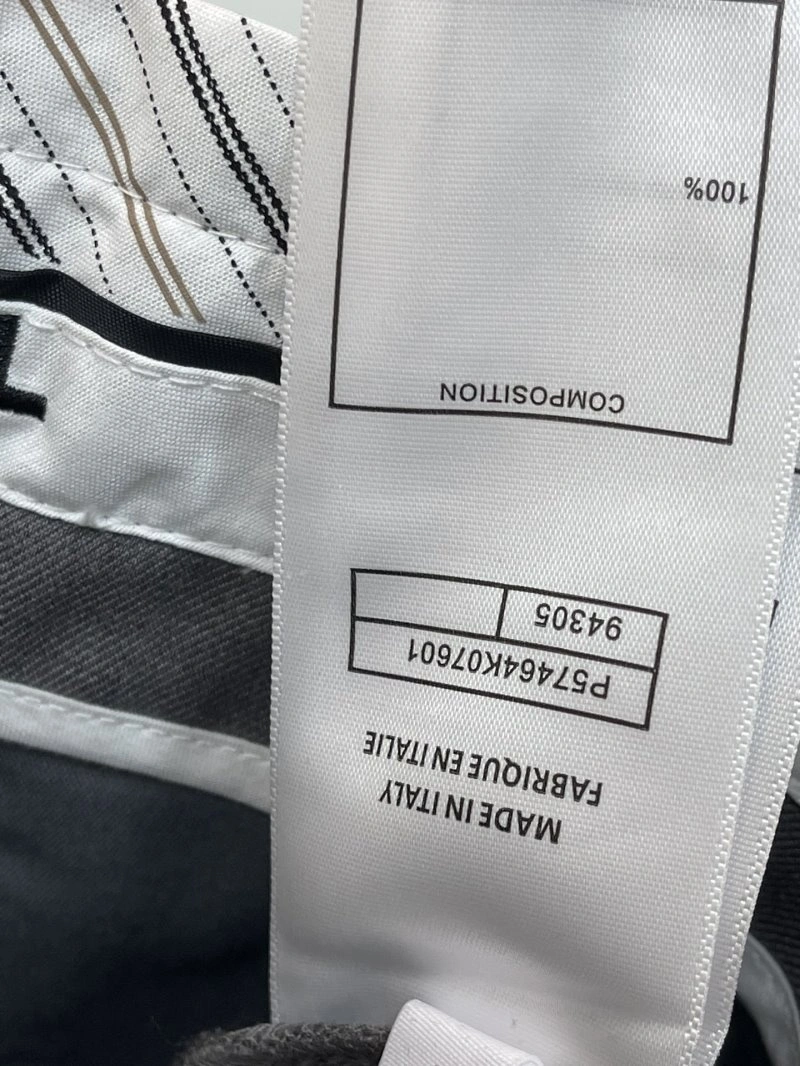 MADE IN ITALY
FABRIQUE EN ITALIE
P57464K07601
94305
COMPOSITION
100%